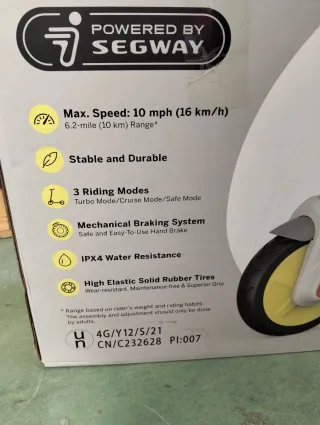 POWERED BY
SEGWAY
Max. Speed: 10 mph (16 km/h)
6.2-mile (10 km) Range*
Stable and Durable
3 Riding Modes
Turbo Mode/Cruise Mode/Safe Mode
Mechanical Braking System
Safe and Easy-To-Use Hand Brake
IPX4 Water Resistance
High Elastic Solid Rubber Tires
Wear-resistant, Maintenance-free & Superior Grip
* Range based on rider's weight and riding habits.
The assembly and adjustment should only be done
by adults.
un
4G/Y12/S/21
CN/C232628 PI:007